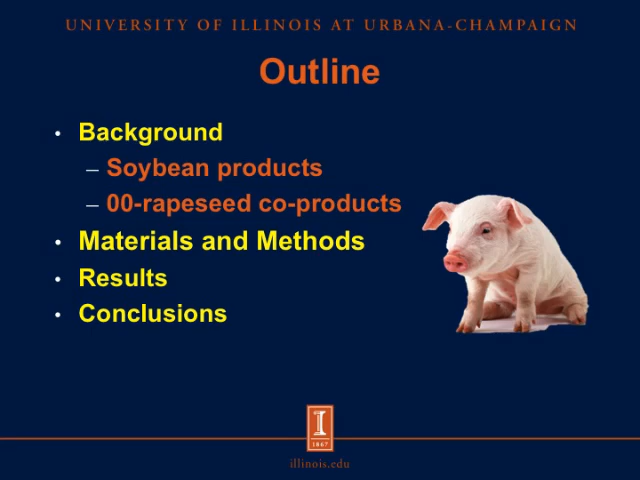 UNIVERSITY OF ILLINOIS AT URBANA-CHAMPAIGN
Outline
• Background
– Soybean products
– 00-rapeseed co-products
• Materials and Methods
• Results
• Conclusions
I
1867
illinois.edu